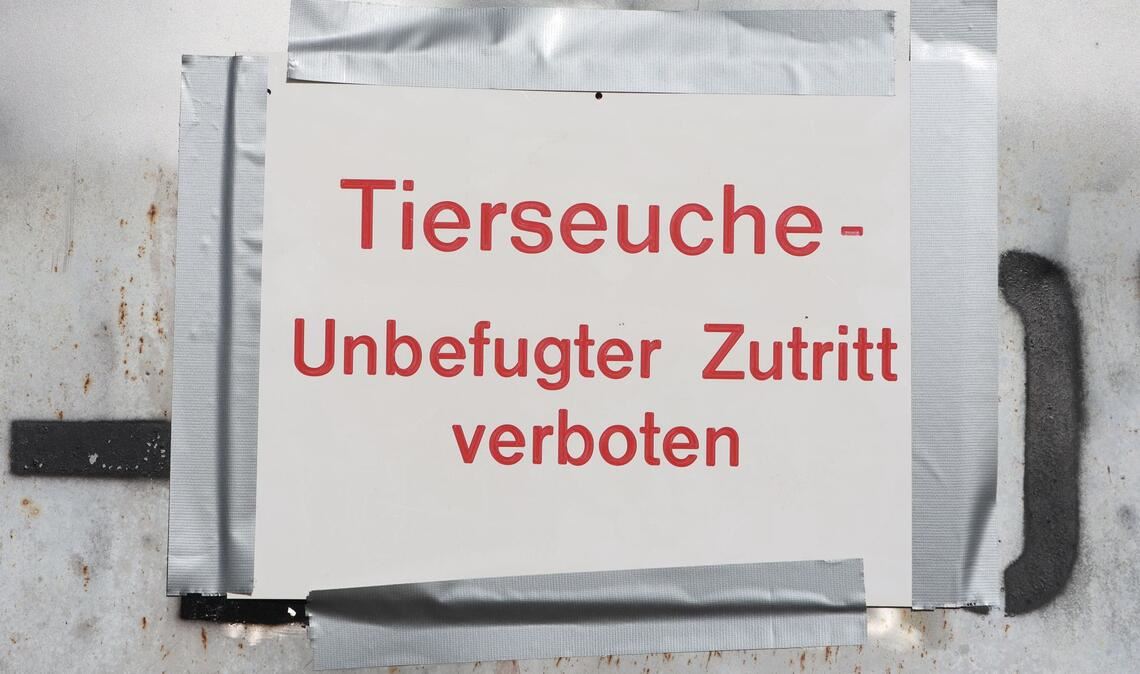 Tierseuche -
Unbefugter Zutritt
verboten